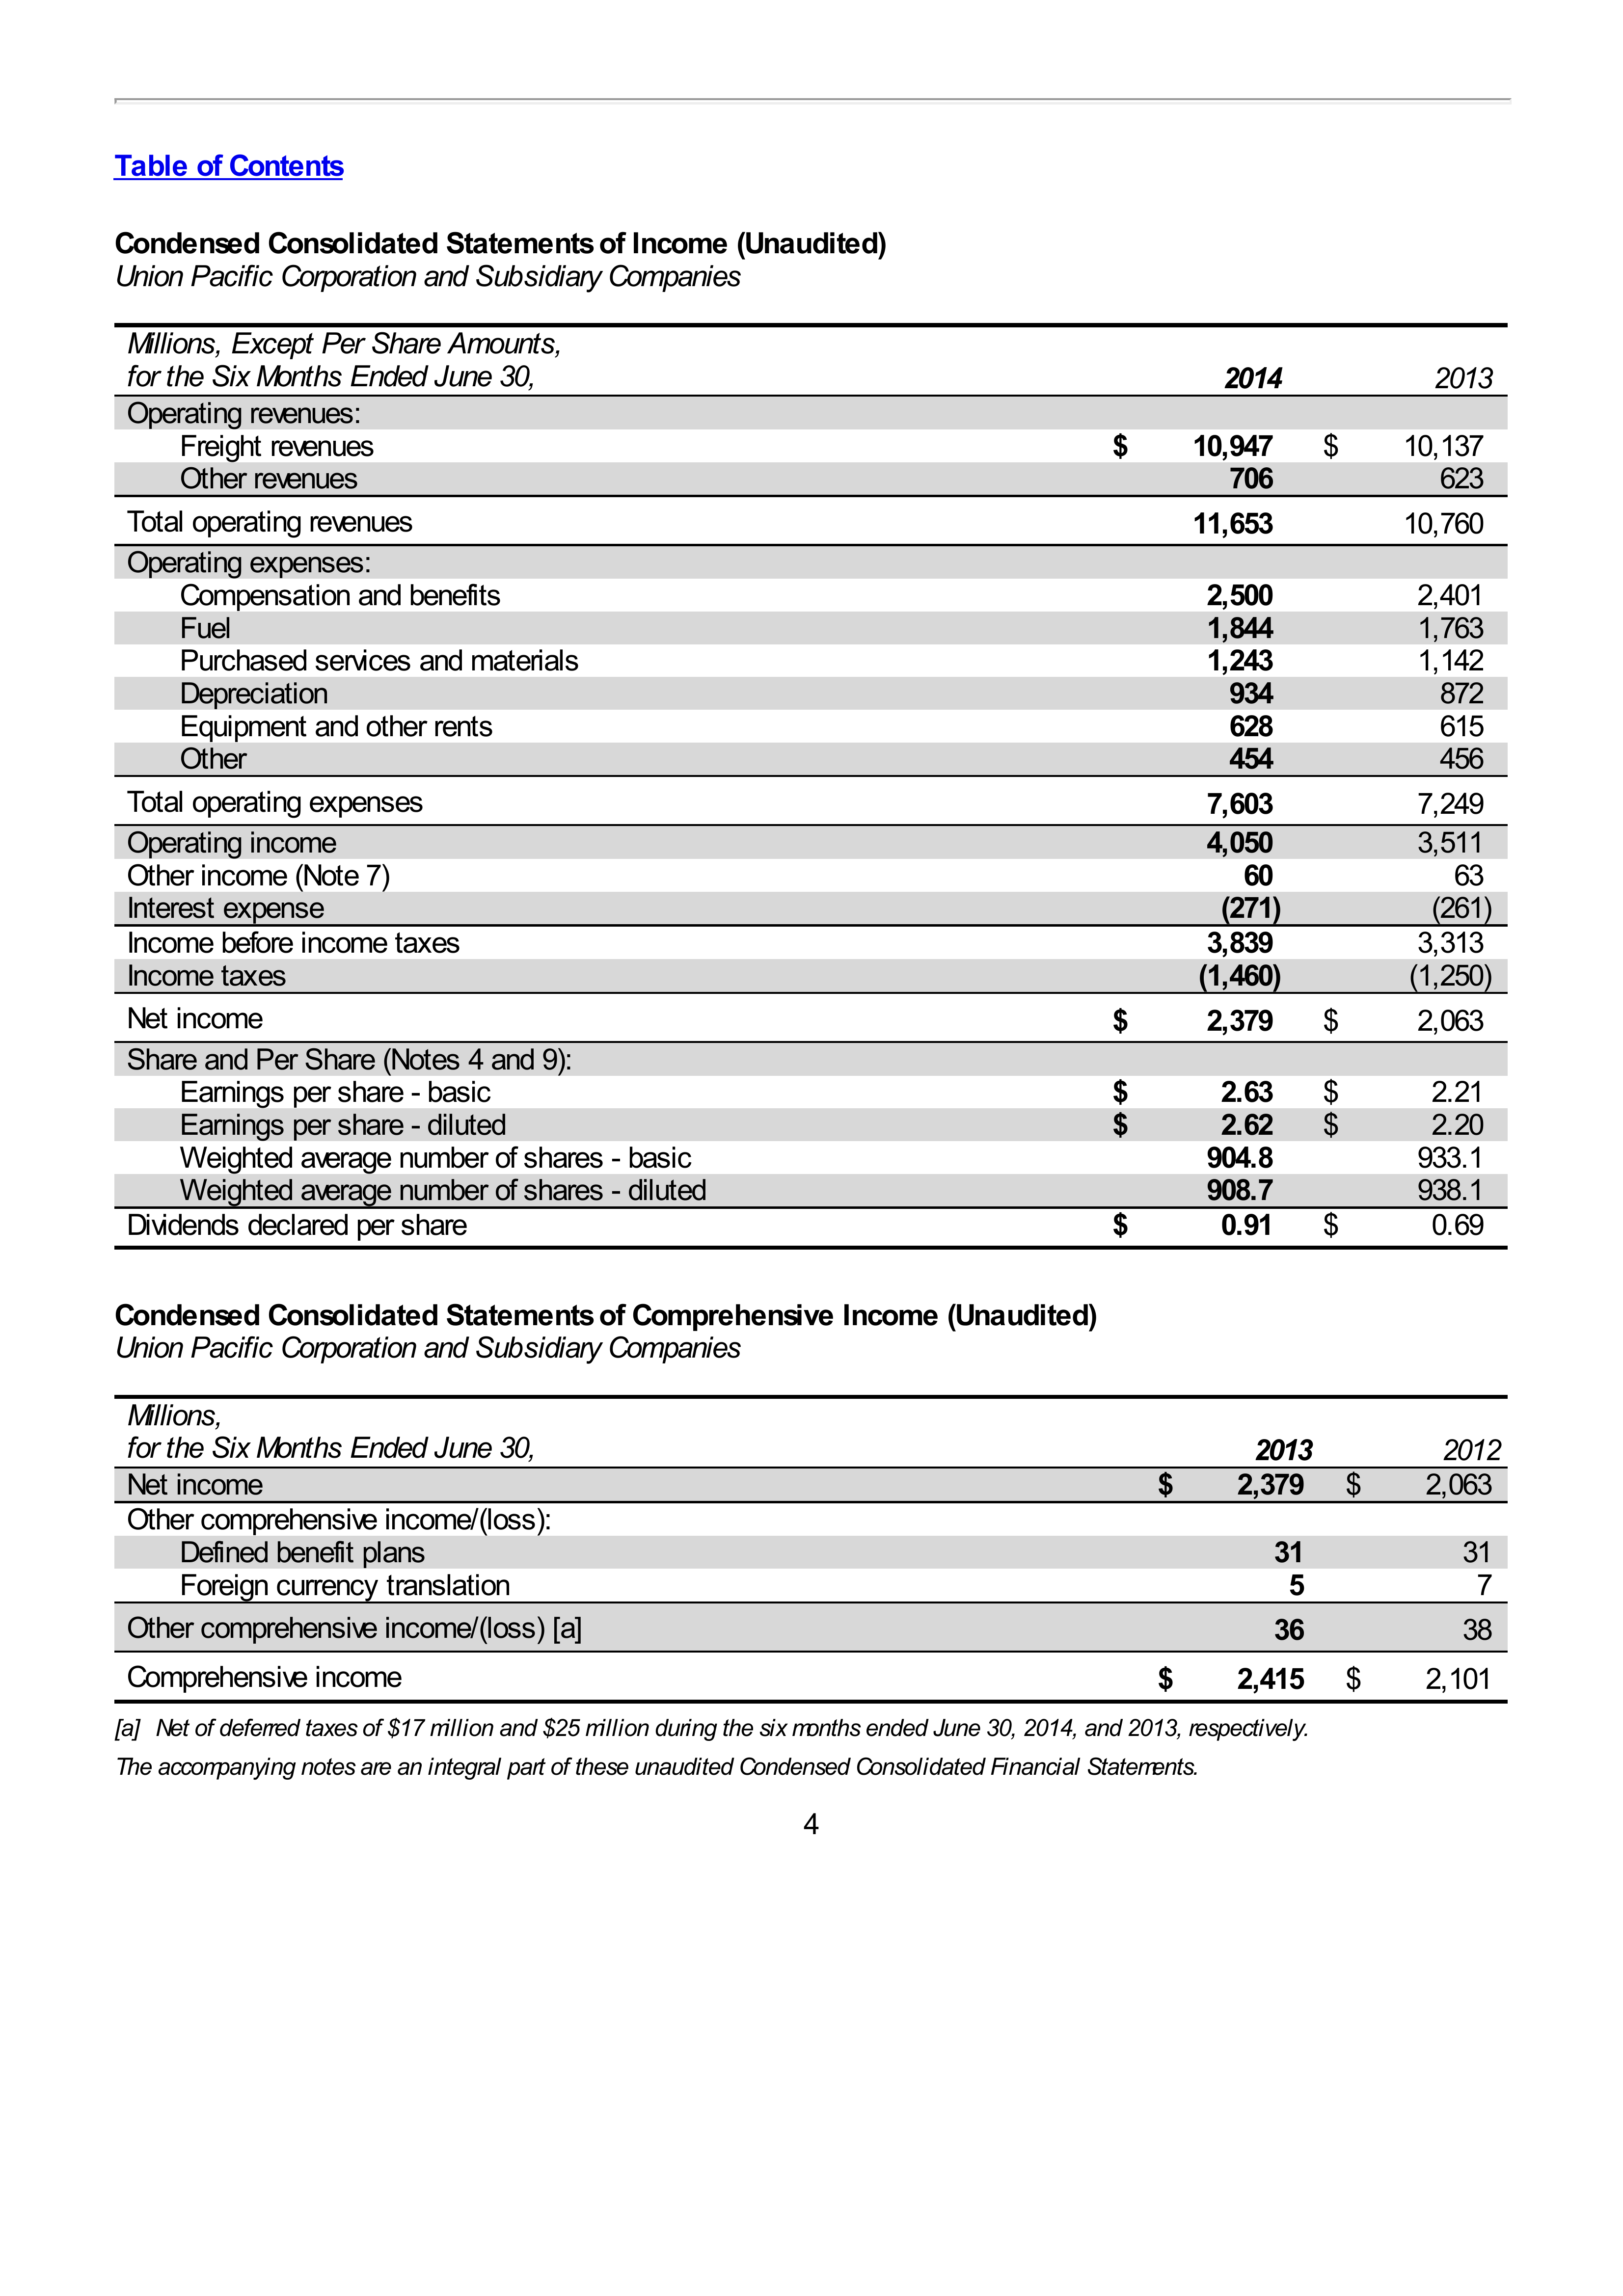 Table of Contents
Condensed Consolidated Statements of Income (Unaudited)
Union Pacific Corporation and Subsidiary Companies
Millions, Except Per Share Amounts,
for the Six Months Ended June 30, 2014 2013
Operating revenues:
Freight revenues $ 10,947 $ 10,137
Other revenues 706 623
Total operating revenues 11,653 10,760
Operating expenses:
Compensation and benefits 2,500 2,401
Fuel 1,844 1,763
Purchased services and materials 1,243 1,142
Depreciation 934 872
Equipment and other rents 628 615
Other 454 456
Total operating expenses 7,603 7,249
Operating income 4,050 3,511
Other income (Note 7) 60 63
Interest expense (271) (261)
Income before income taxes 3,839 3,313
Income taxes (1,460) (1,250)
Net income $ 2,379 $ 2,063
Share and Per Share (Notes 4 and 9):
Earnings per share - basic $ 2.63 $ 2.21
Earnings per share - diluted $ 2.62 $ 2.20
Weighted average number of shares - basic 904.8 933.1
Weighted average number of shares - diluted 908.7 938.1
Dividends declared per share $ 0.91 $ 0.69
Condensed Consolidated Statements of Comprehensive Income (Unaudited)
Union Pacific Corporation and Subsidiary Companies
Millions,
for the Six Months Ended June 30, 2013 2012
Net income $ 2,379 $ 2,063
Other comprehensive income/(loss):
Defined benefit plans 31 31
Foreign currency translation 5 7
Other comprehensive income/(loss) [a] 36 38
Comprehensive income $ 2,415 $ 2,101
[a] Net of deferred taxes of $17 million and $25 million during the six months ended June 30, 2014, and 2013, respectively.
The accompanying notes are an integral part of these unaudited Condensed Consolidated Financial Statements.
4